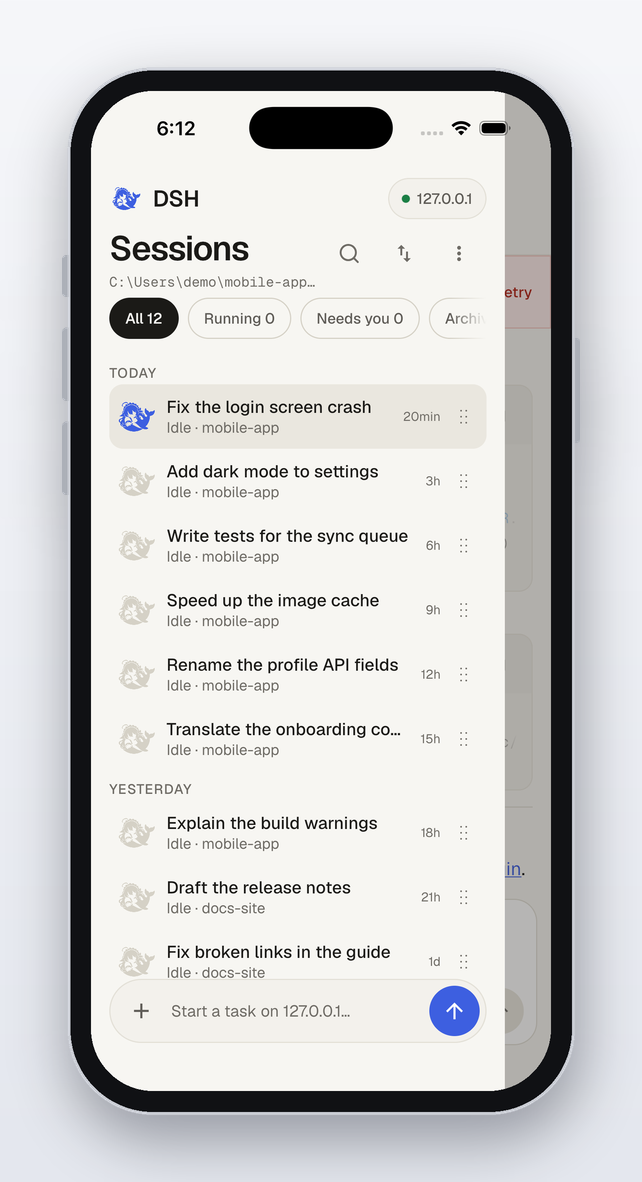 6:12
DSH
127.0.0.1
Sessions
C:\Users\demo\mobile-app…
etry
All 12
Running 0
Needs you 0
TODAY
Fix the login screen crash
Idle · mobile-app
20min
Add dark mode to settings
Idle · mobile-app
3h
Write tests for the sync queue
Idle · mobile-app
6h
Speed up the image cache
Idle · mobile-app
9h
Rename the profile API fields
Idle · mobile-app
12h
Translate the onboarding co…
Idle · mobile-app
15h
YESTERDAY
Explain the build warnings
Idle · mobile-app
18h
in.
Draft the release notes
Idle · docs-site
21h
Fix broken links in the guide
Idle · docs-site
1d
Start a task on 127.0.0.1…